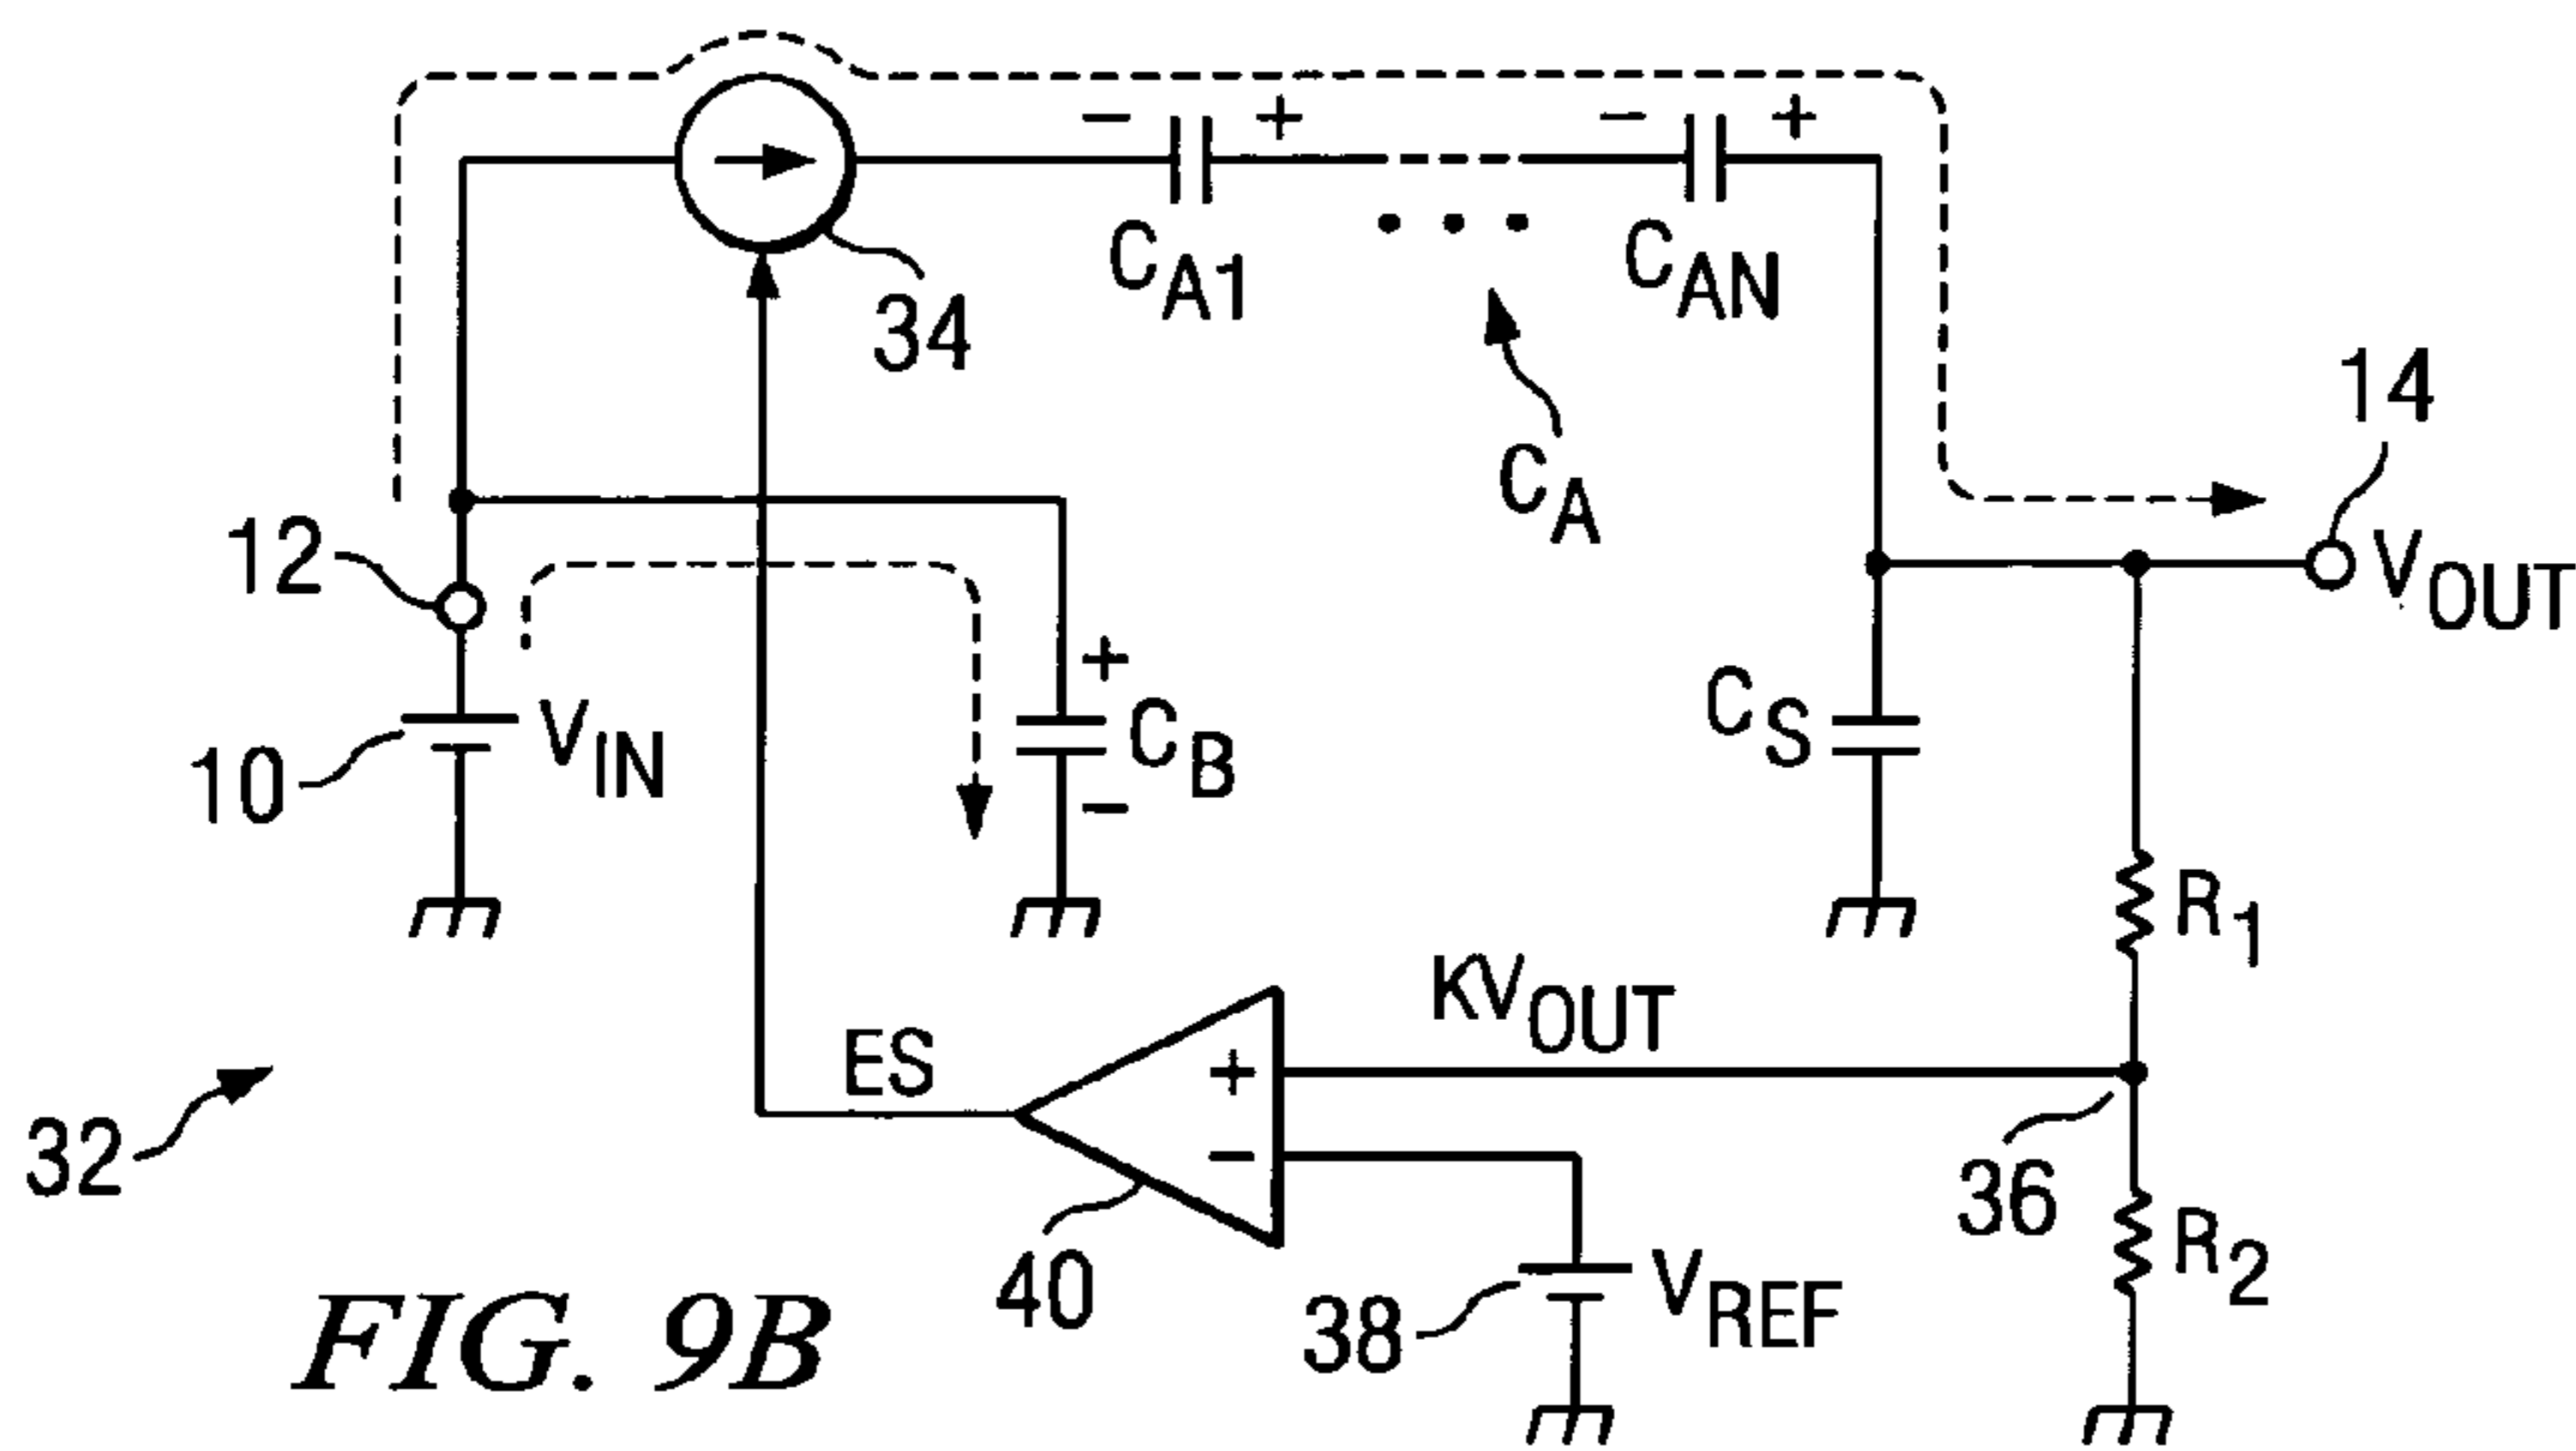 - + - +
34
C_A1
. . .
C_AN
C_A
14
V_OUT
12
+
10
V_IN
C_B
-
C_S
R_1
KV_OUT
ES
+
-
32
36
40
38
V_REF
R_2
FIG. 9B